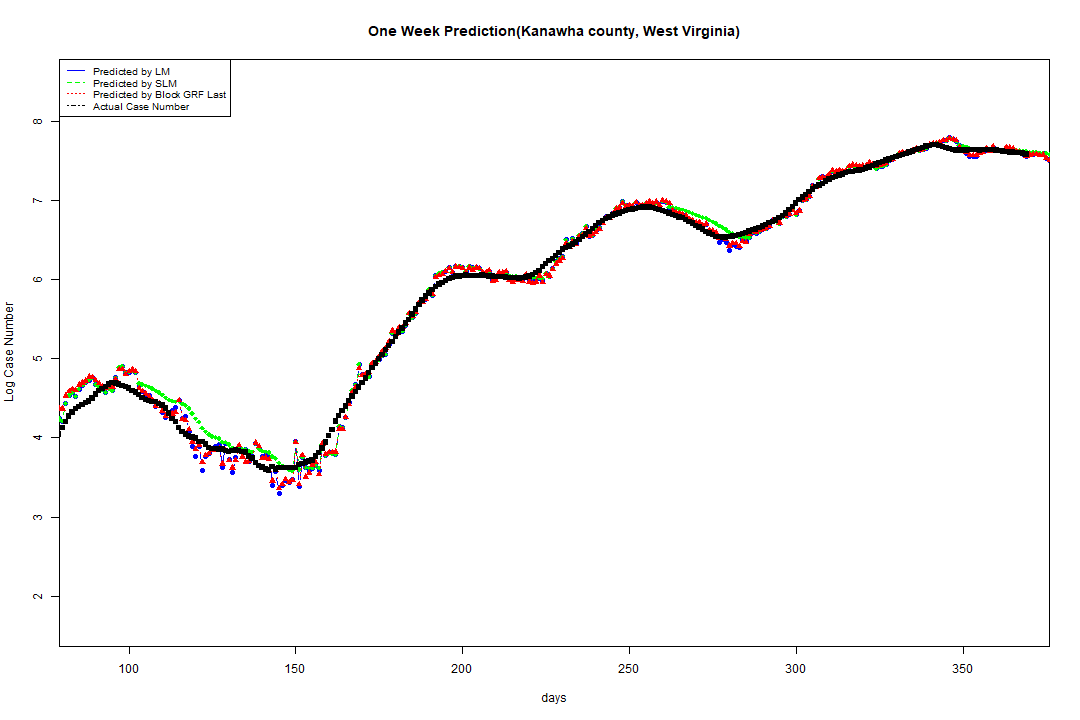 One Week Prediction(Kanawha county, West Virginia)
Predicted by LM
Predicted by SLM
Predicted by Block GRF Last
Actual Case Number
8
7
6
5
4
3
2
Log Case Number
100 150 200 250 300 350
days